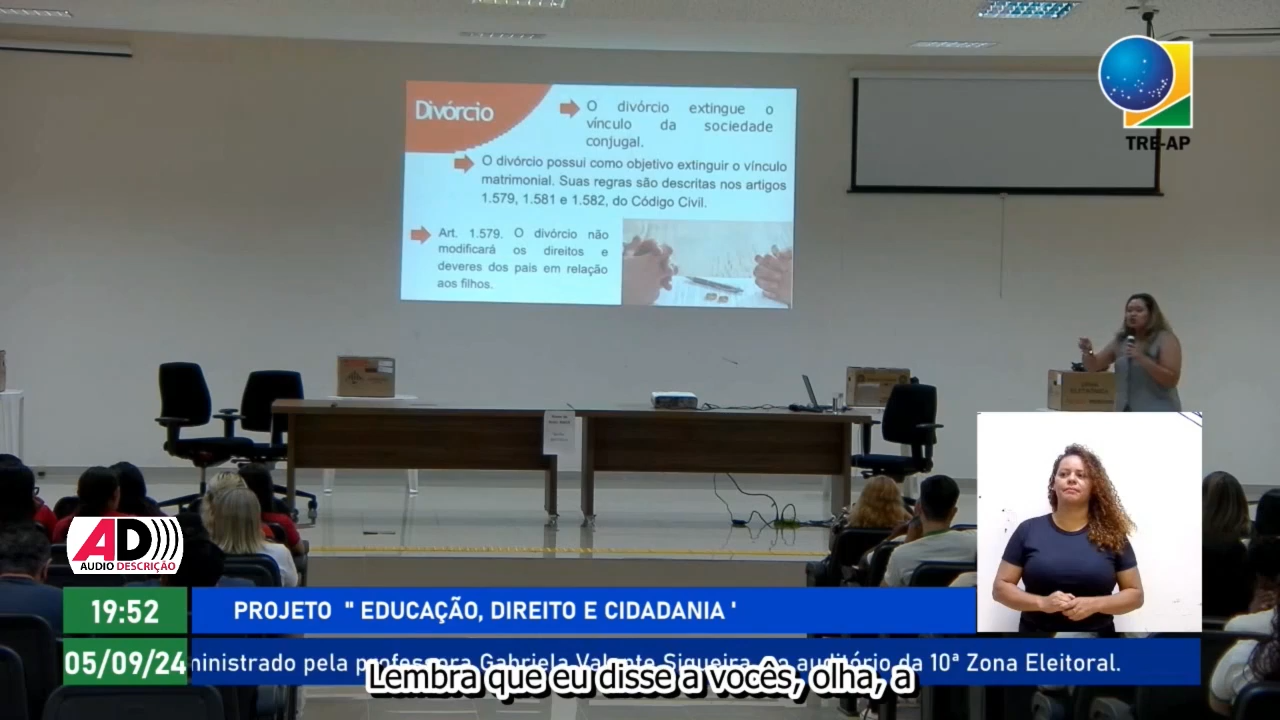 TRE-AP
Divórcio
O divórcio extingue o
vínculo da sociedade
conjugal.
O divórcio possui como objetivo extinguir o vínculo
matrimonial. Suas regras são descritas nos artigos
1.579, 1.581 e 1.582, do Código Civil.
Art. 1.579. O divórcio não
modificará os direitos e
deveres dos pais em relação
aos filhos.
URNA
ELETRÔNICA
AD
AUDIO DESCRIÇÃO
19:52
PROJETO " EDUCAÇÃO, DIREITO E CIDADANIA '
05/09/24
ministrado pela professora Gabriela Valente Siqueira, no auditório da 10ª Zona Eleitoral.
Lembra que eu disse a vocês, olha, a